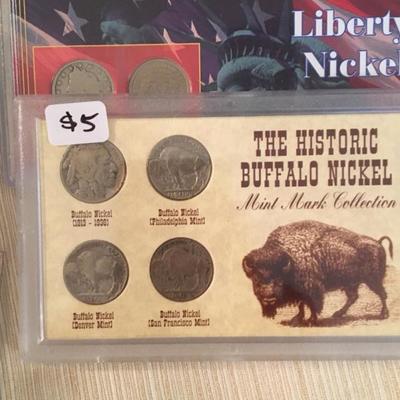 Liberty
Nickel
$5
THE HISTORIC
BUFFALO NICKEL
Mint Mark Collection
Buffalo Nickel
(1913 - 1938)
Buffalo Nickel
(Philadelphia Mint)
Buffalo Nickel
(Denver Mint)
Buffalo Nickel
(San Francisco Mint)